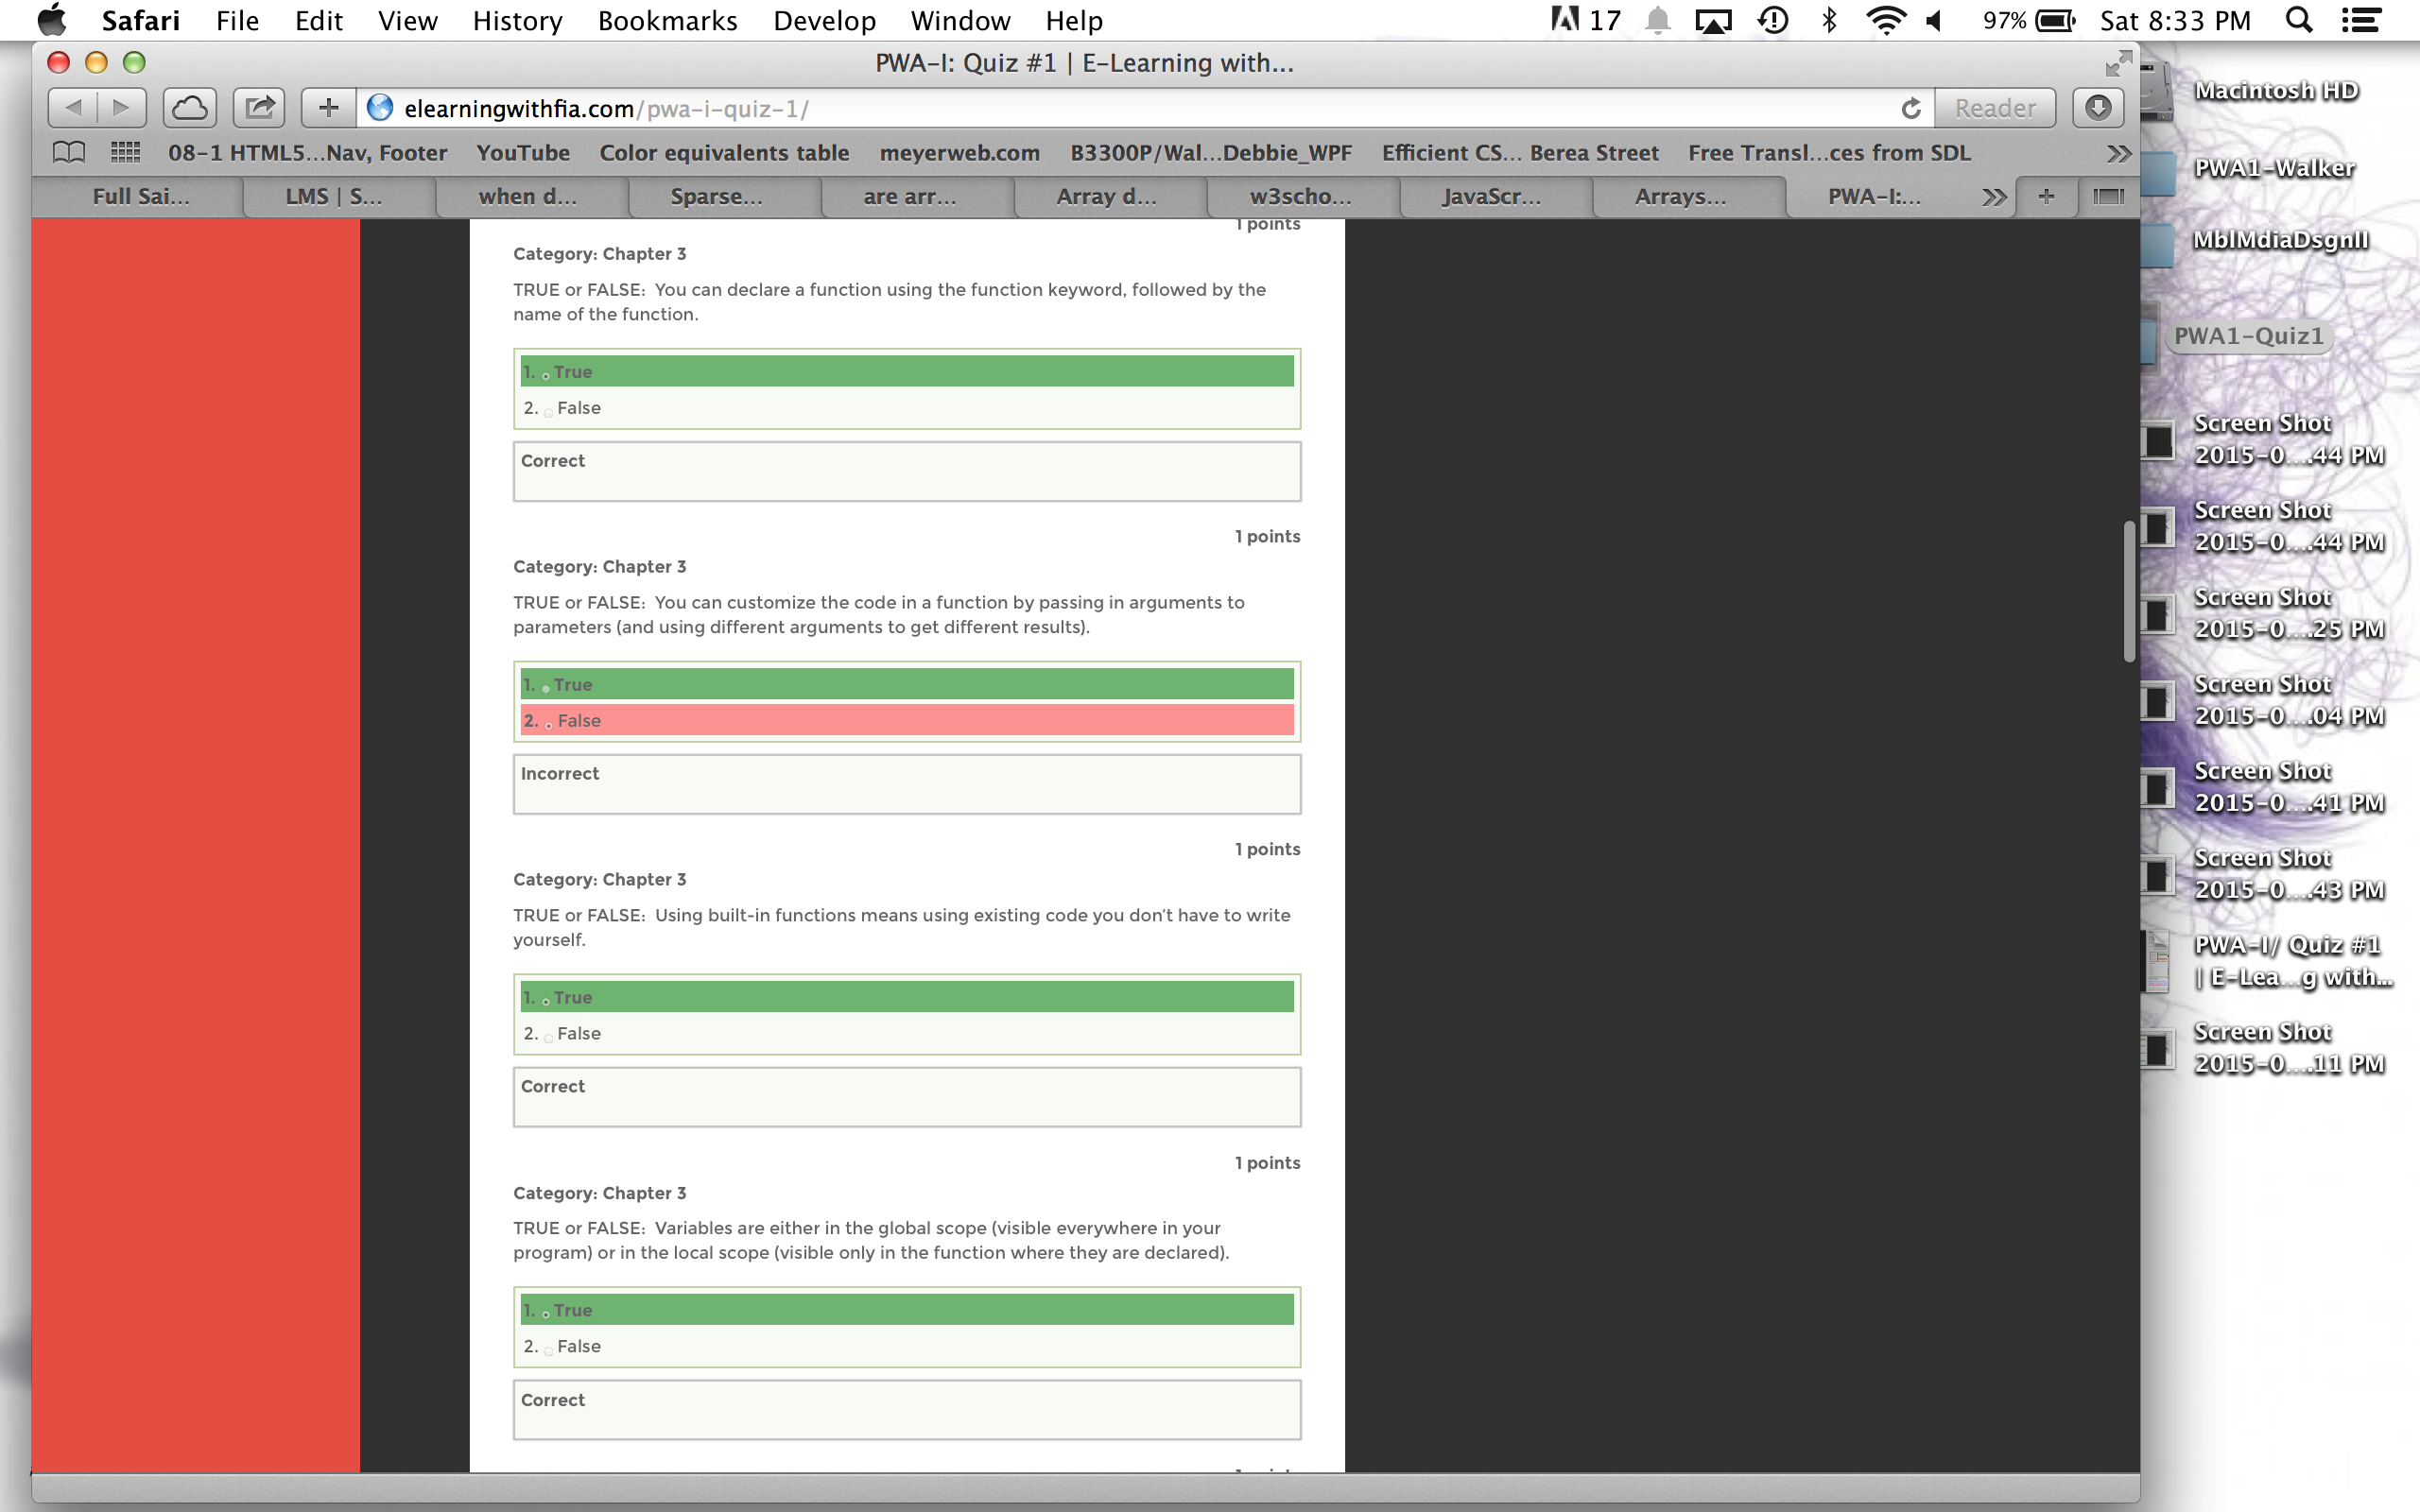 Safari File Edit View History Bookmarks Develop Window Help 17 97% Sat 8:33 PM
PWA-I: Quiz #1 | E-Learning with...
elearningwithfia.com/pwa-i-quiz-1/ Reader
08-1 HTML5...Nav, Footer YouTube Color equivalents table meyerweb.com B3300P/Wal...Debbie_WPF Efficient CS... Berea Street Free Transl...ces from SDL
Full Sai... LMS | S... when d... Sparse... are arr... Array d... w3scho... JavaScr... Arrays... PWA-I:...
1 points
Category: Chapter 3
TRUE or FALSE: You can declare a function using the function keyword, followed by the
name of the function.
1. True
2. False
Correct
1 points
Category: Chapter 3
TRUE or FALSE: You can customize the code in a function by passing in arguments to
parameters (and using different arguments to get different results).
1. True
2. False
Incorrect
1 points
Category: Chapter 3
TRUE or FALSE: Using built-in functions means using existing code you don't have to write
yourself.
1. True
2. False
Correct
1 points
Category: Chapter 3
TRUE or FALSE: Variables are either in the global scope (visible everywhere in your
program) or in the local scope (visible only in the function where they are declared).
1. True
2. False
Correct
Macintosh HD
PWA1-Walker
MblMdiaDsgnII
PWA1-Quiz1
Screen Shot
2015-0....44 PM
Screen Shot
2015-0....44 PM
Screen Shot
2015-0....25 PM
Screen Shot
2015-0....04 PM
Screen Shot
2015-0....41 PM
Screen Shot
2015-0....43 PM
PWA-I/ Quiz #1
| E-Lea...g with...
Screen Shot
2015-0....11 PM